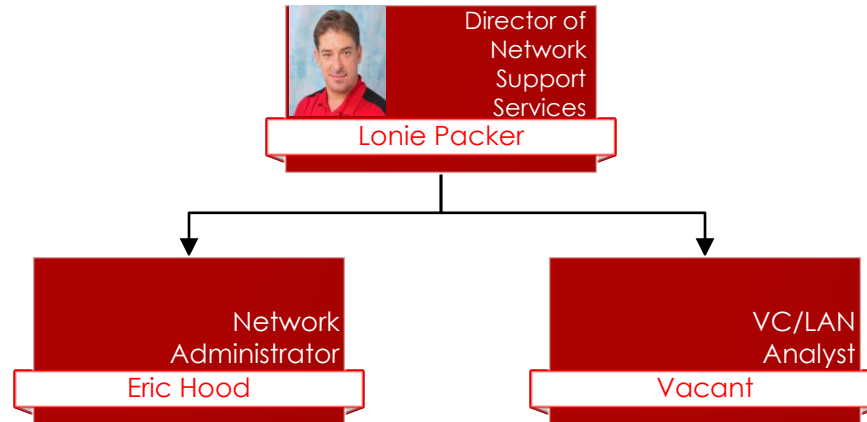 Director of
Network
Support
Services
Lonie Packer
Network
Administrator
Eric Hood
VC/LAN
Analyst
Vacant